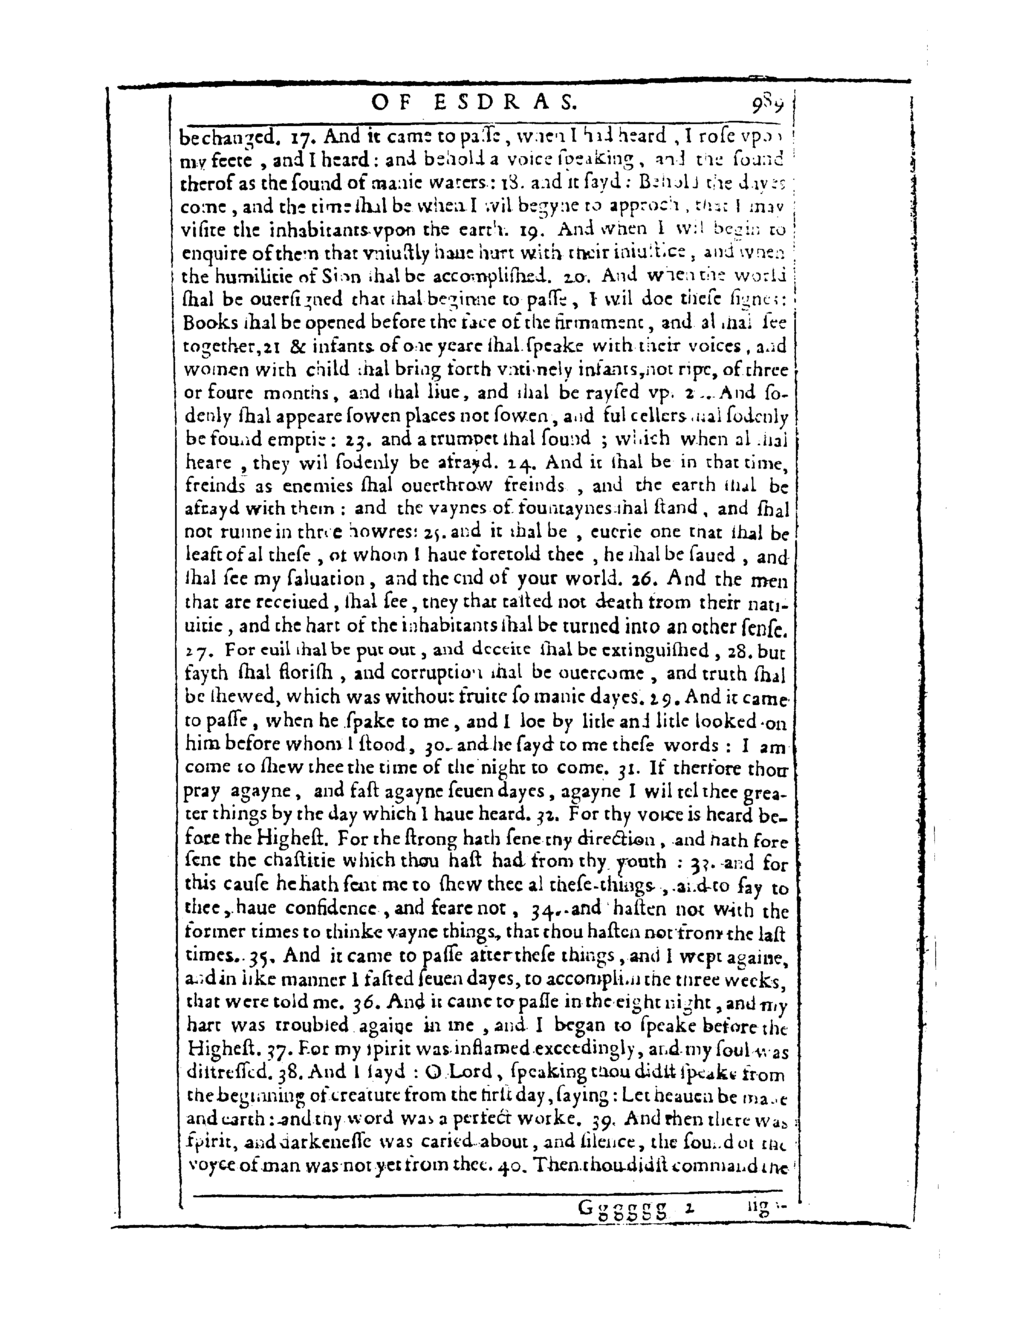 OF ESDRAS. 989
be changed. 17. And it came to passe, when I had heard, I rose vpon
my feete, and I heard: and behold a voice speaking, and the sound
therof as the sound of manie waters: 18. and it sayd: Behold the dayes
come, and the time shal be when I wil begyne to approch, that I may
visite the inhabitants vpon the earth. 19. And when I wil begin to
enquire of them that vniustly haue hurt with their iniustice, and when
the humilitie of Sion shal be accomplished. 20. And when the world
ſhal be ouerſigned that ſhal beginne to paſſe, I wil doe theſe ſignes:
Books ſhal be opened before the face of the firmament, and al ſhal ſee
together, 21 & infants of one yeare ſhal ſpeake with their voices, and
women with child ſhal bring forth vntimely infants, not ripe, of three
or foure months, and ſhal liue, and ſhal be rayſed vp. 2.. And ſo-
denly ſhal appeare ſowen places not ſowen, and ful cellers ſhal ſodenly
be found emptie: 23. and a trumpet ſhal ſound; which when al ſhal
heare, they wil ſodenly be afrayd. 24. And it ſhal be in that time,
freinds as enemies ſhal ouerthrow freinds, and the earth ſhal be
afrayd with them: and the vaynes of fountaynes ſhal ſtand, and ſhal
not runne in three howres: 25. and it ſhal be, euerie one that ſhal be
leaft of al theſe, of whom I haue foretold thee, he ſhal be ſaued, and
ſhal ſee my ſaluation, and the end of your world. 26. And the men
that are receiued, ſhal ſee, they that taſted not death from their nati-
uitie, and the hart of the inhabitants ſhal be turned into an other ſenſe.
27. For euil ſhal be put out, and deceite ſhal be extinguiſhed, 28. but
fayth ſhal floriſh, and corruption ſhal be ouercome, and truth ſhal
be ſhewed, which was without fruite ſo manie dayes. 29. And it came
to paſſe, when he ſpake to me, and I loe by litle and litle looked on
him before whom I ſtood, 30. and he ſayd to me theſe words: I am
come to ſhew thee the time of the night to come. 31. If therfore thou
pray agayne, and faſt agayne ſeuen dayes, agayne I wil tel thee grea-
ter things by the day which I haue heard. 32. For thy voice is heard be-
fore the Higheſt. For the ſtrong hath ſene thy direction, and hath fore
ſene the chaſtitie which thou haſt had from thy youth: 33. and for
this cauſe he hath ſent me to ſhew thee al theſe things, and to ſay to
thee, haue confidence, and feare not, 34. and haſten not with the
former times to thinke vayne things, that thou haſten not from the laſt
times. 35. And it came to paſſe after theſe things, and I wept againe,
and in like manner I faſted ſeuen dayes, to accompliſh the three weeks,
that were told me. 36. And it came to paſſe in the eight night, and my
hart was troubled againe in me, and I began to ſpeake before the
Higheſt. 37. For my ſpirit was inflamed exceedingly, and my ſoul was
diſtreſſed. 38. And I ſayd: O Lord, ſpeaking thou didſt ſpeake from
the beginning of creature from the firſt day, ſaying: Let heauen be made
and earth: and thy word was a perfect worke. 39. And then there was
ſpirit, and darkeneſſe was caried about, and ſilence, the ſound of the
voyce of man was not yet from thee. 40. Then thou didſt command the
Gggggg 2 lig-